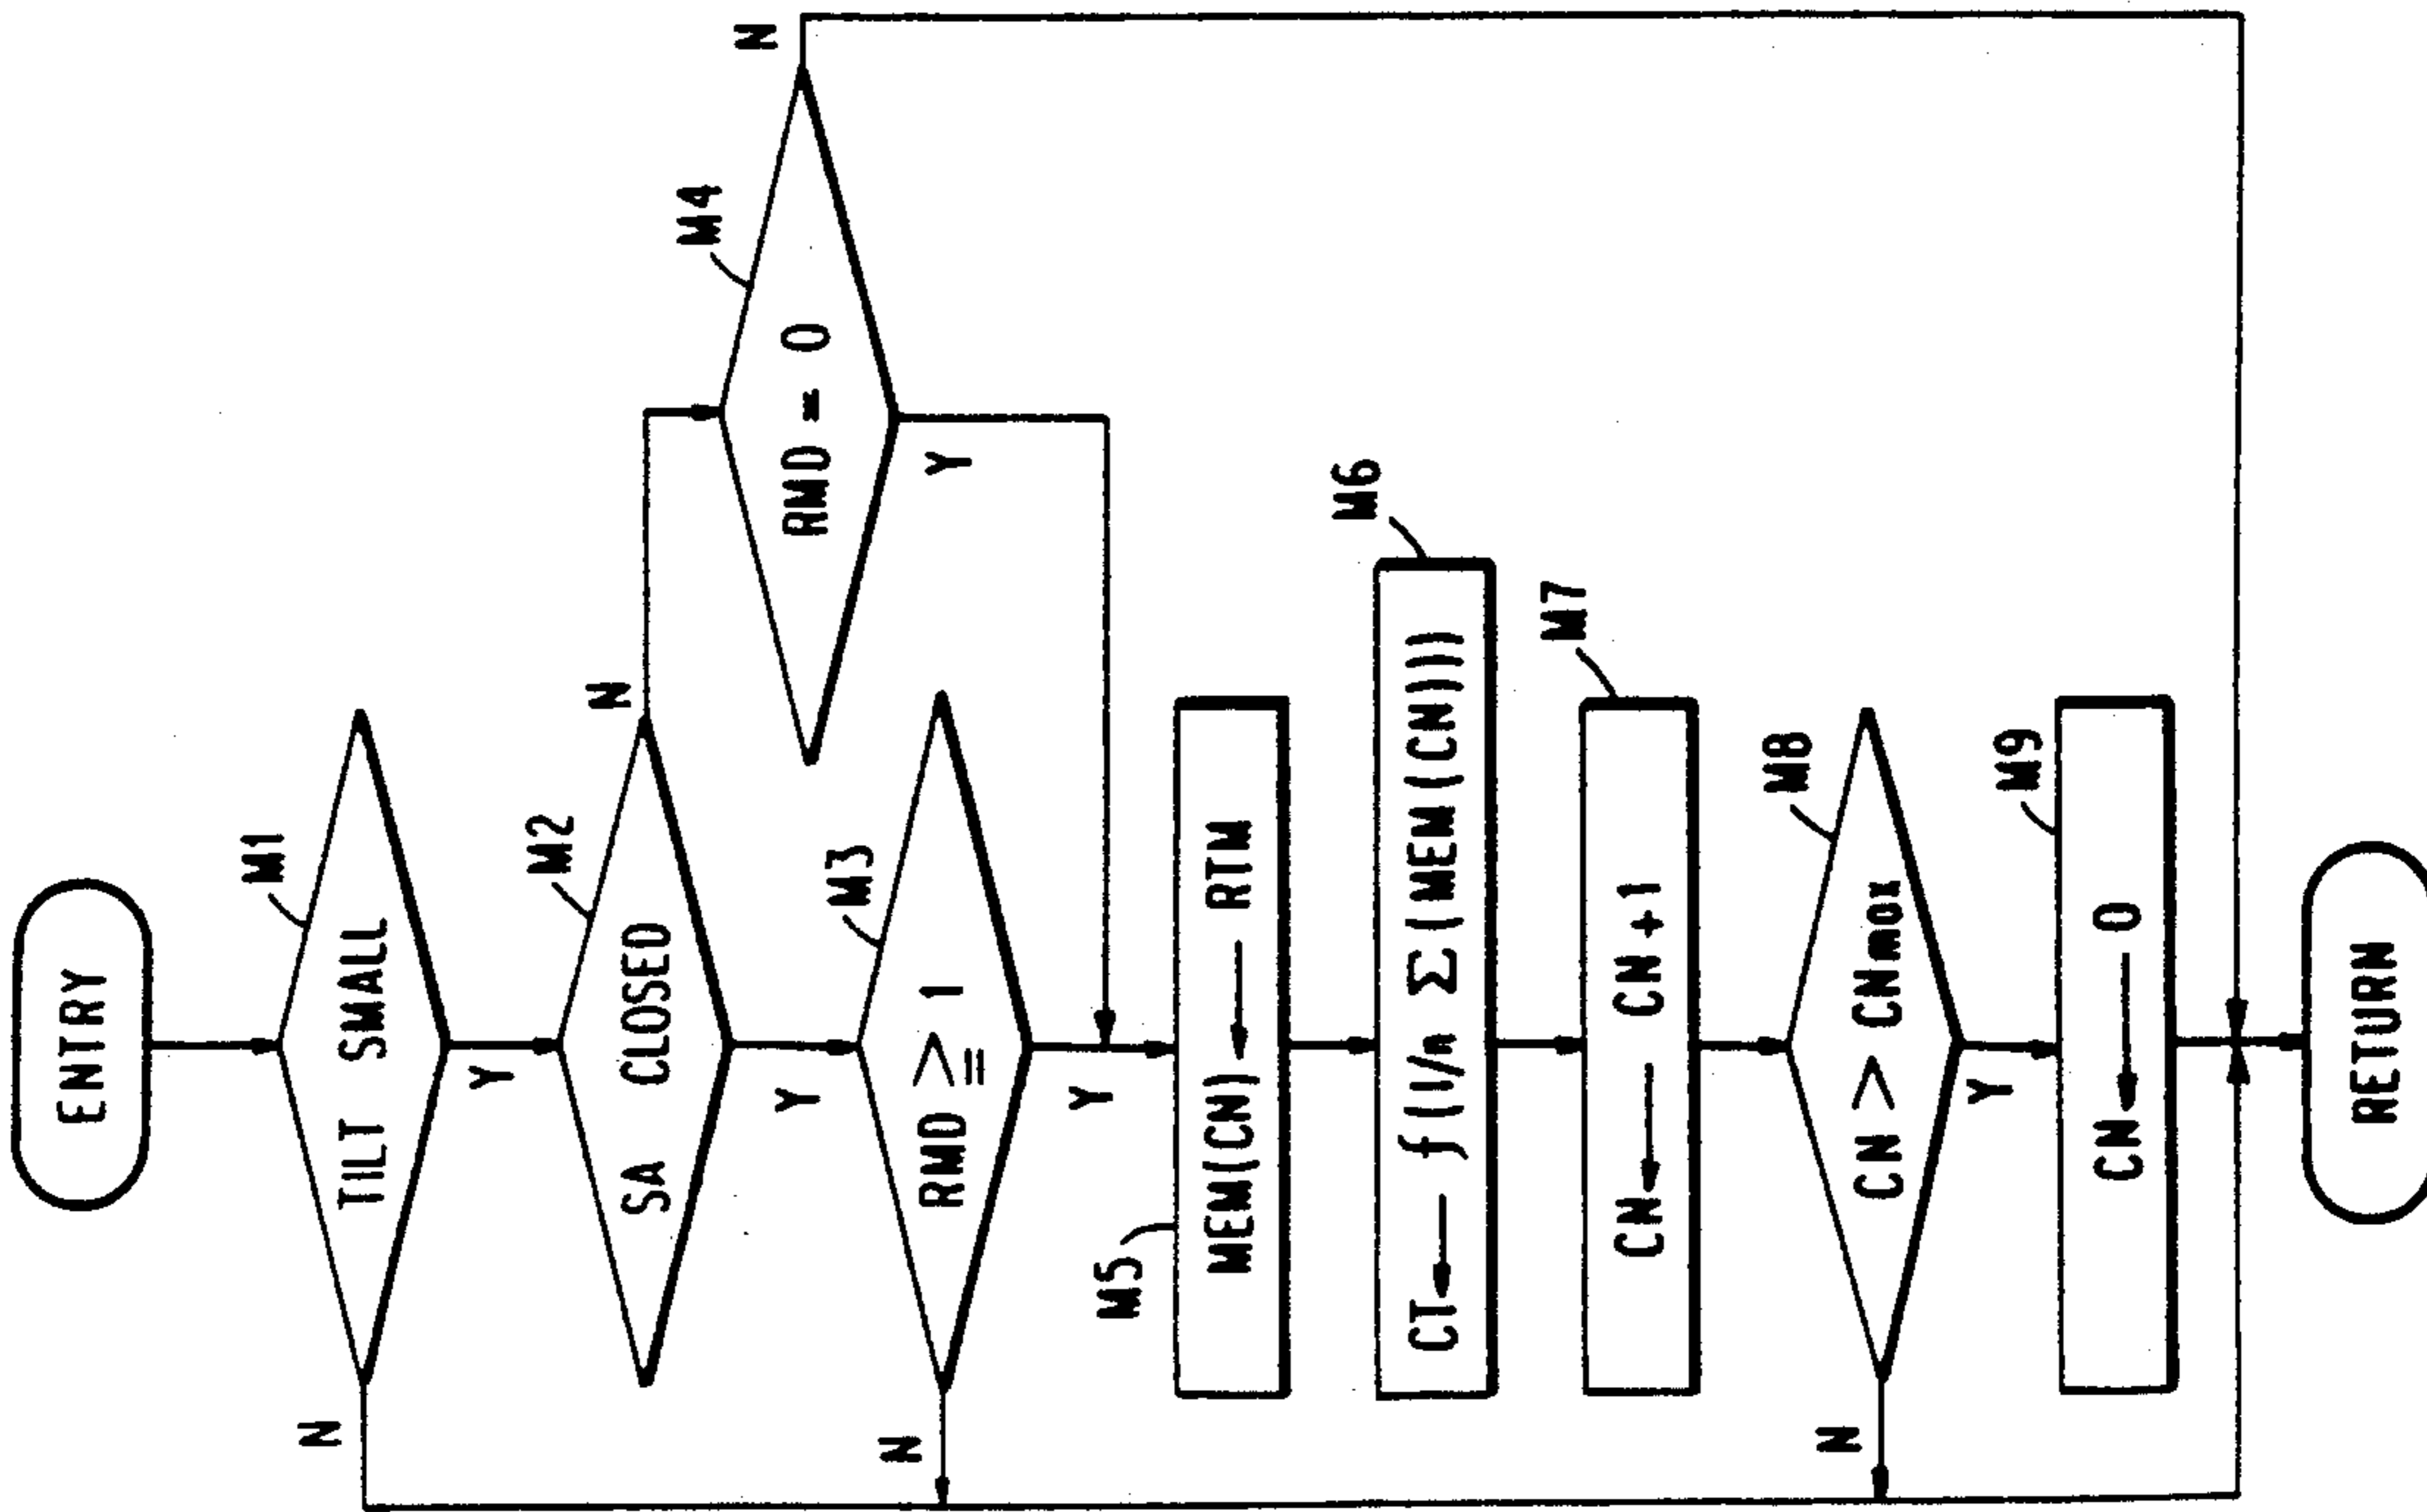 ENTRY
M1
TILT SMALL
N
Y
M2
SA CLOSED
N
Y
M3
RMD ≧ 1
N
Y
M4
RMD = 0
N
Y
M5
MEM(CN) ← RTM
M6
CT ← f(1/n Σ(MEM(CN)))
M7
CN ← CN + 1
M8
CN > CNmax
N
Y
M9
CN ← 0
RETURN